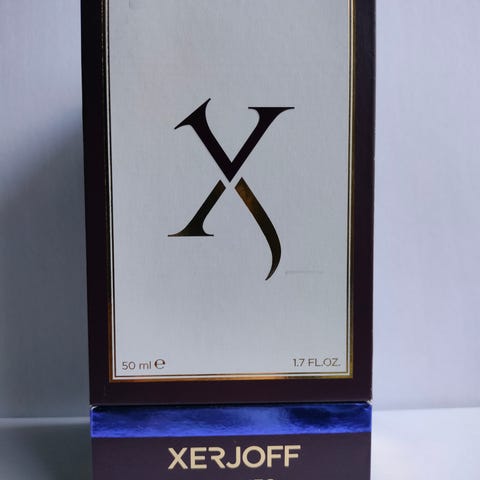 X
50 ml ℮
1.7 FL.OZ.
XERJOFF